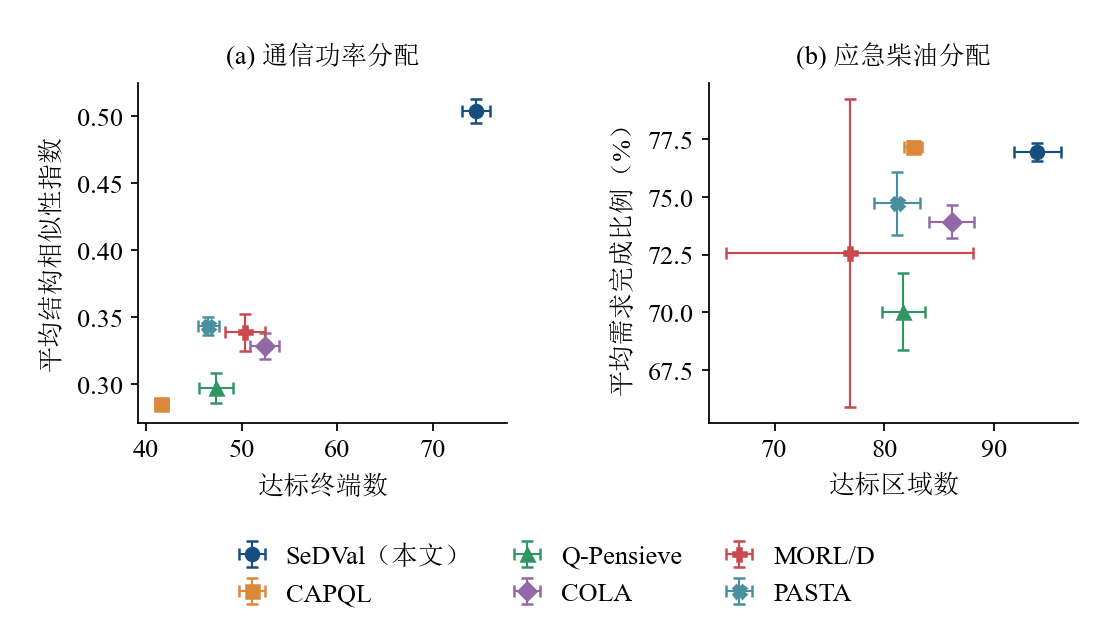 (a) 通信功率分配
平均结构相似性指数
0.50
0.45
0.40
0.35
0.30
40 50 60 70
达标终端数
(b) 应急柴油分配
平均需求完成比例（%）
77.5
75.0
72.5
70.0
67.5
70 80 90
达标区域数
SeDVal（本文） Q-Pensieve MORL/D
CAPQL COLA PASTA